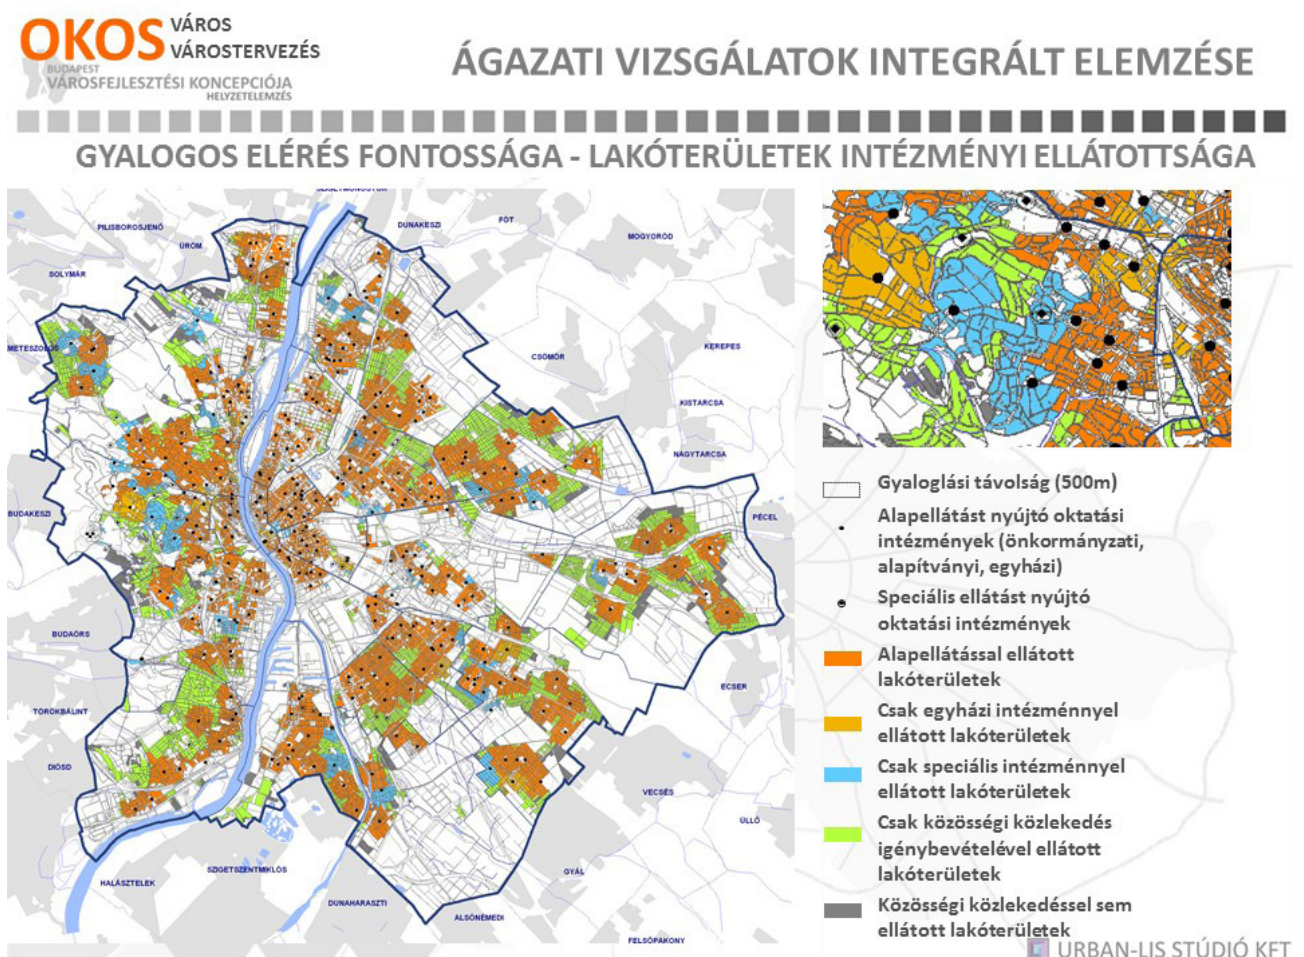 OKOS VÁROS
VÁROSTERVEZÉS
BUDAPEST
VÁROSFEJLESZTÉSI KONCEPCIÓJA
HELYZETELEMZÉS
ÁGAZATI VIZSGÁLATOK INTEGRÁLT ELEMZÉSE
GYALOGOS ELÉRÉS FONTOSSÁGA - LAKÓTERÜLETEK INTÉZMÉNYI ELLÁTOTTSÁGA
PILISBOROSJENŐ
ÜRÖM
SOLYMÁR
DUNAKESZI
FÓT
MOGYORÓD
CSÖMÖR
KEREPES
KISTARCSA
NAGYTARCSA
PÉCEL
BUDAKESZI
BUDAÖRS
TÖRÖKBÁLINT
DIÓSD
ECSER
VECSÉS
ÜLLŐ
GYÁL
HALÁSZTELEK
SZIGETSZENTMIKLÓS
DUNAHARASZTI
ALSÓNÉMEDI
FELSŐPAKONY
Gyaloglási távolság (500m)
Alapellátást nyújtó oktatási
intézmények (önkormányzati,
alapítványi, egyházi)
Speciális ellátást nyújtó
oktatási intézmények
Alapellátással ellátott
lakóterületek
Csak egyházi intézménnyel
ellátott lakóterületek
Csak speciális intézménnyel
ellátott lakóterületek
Csak közösségi közlekedés
igénybevételével ellátott
lakóterületek
Közösségi közlekedéssel sem
ellátott lakóterületek
URBAN-LIS STÚDIÓ KFT